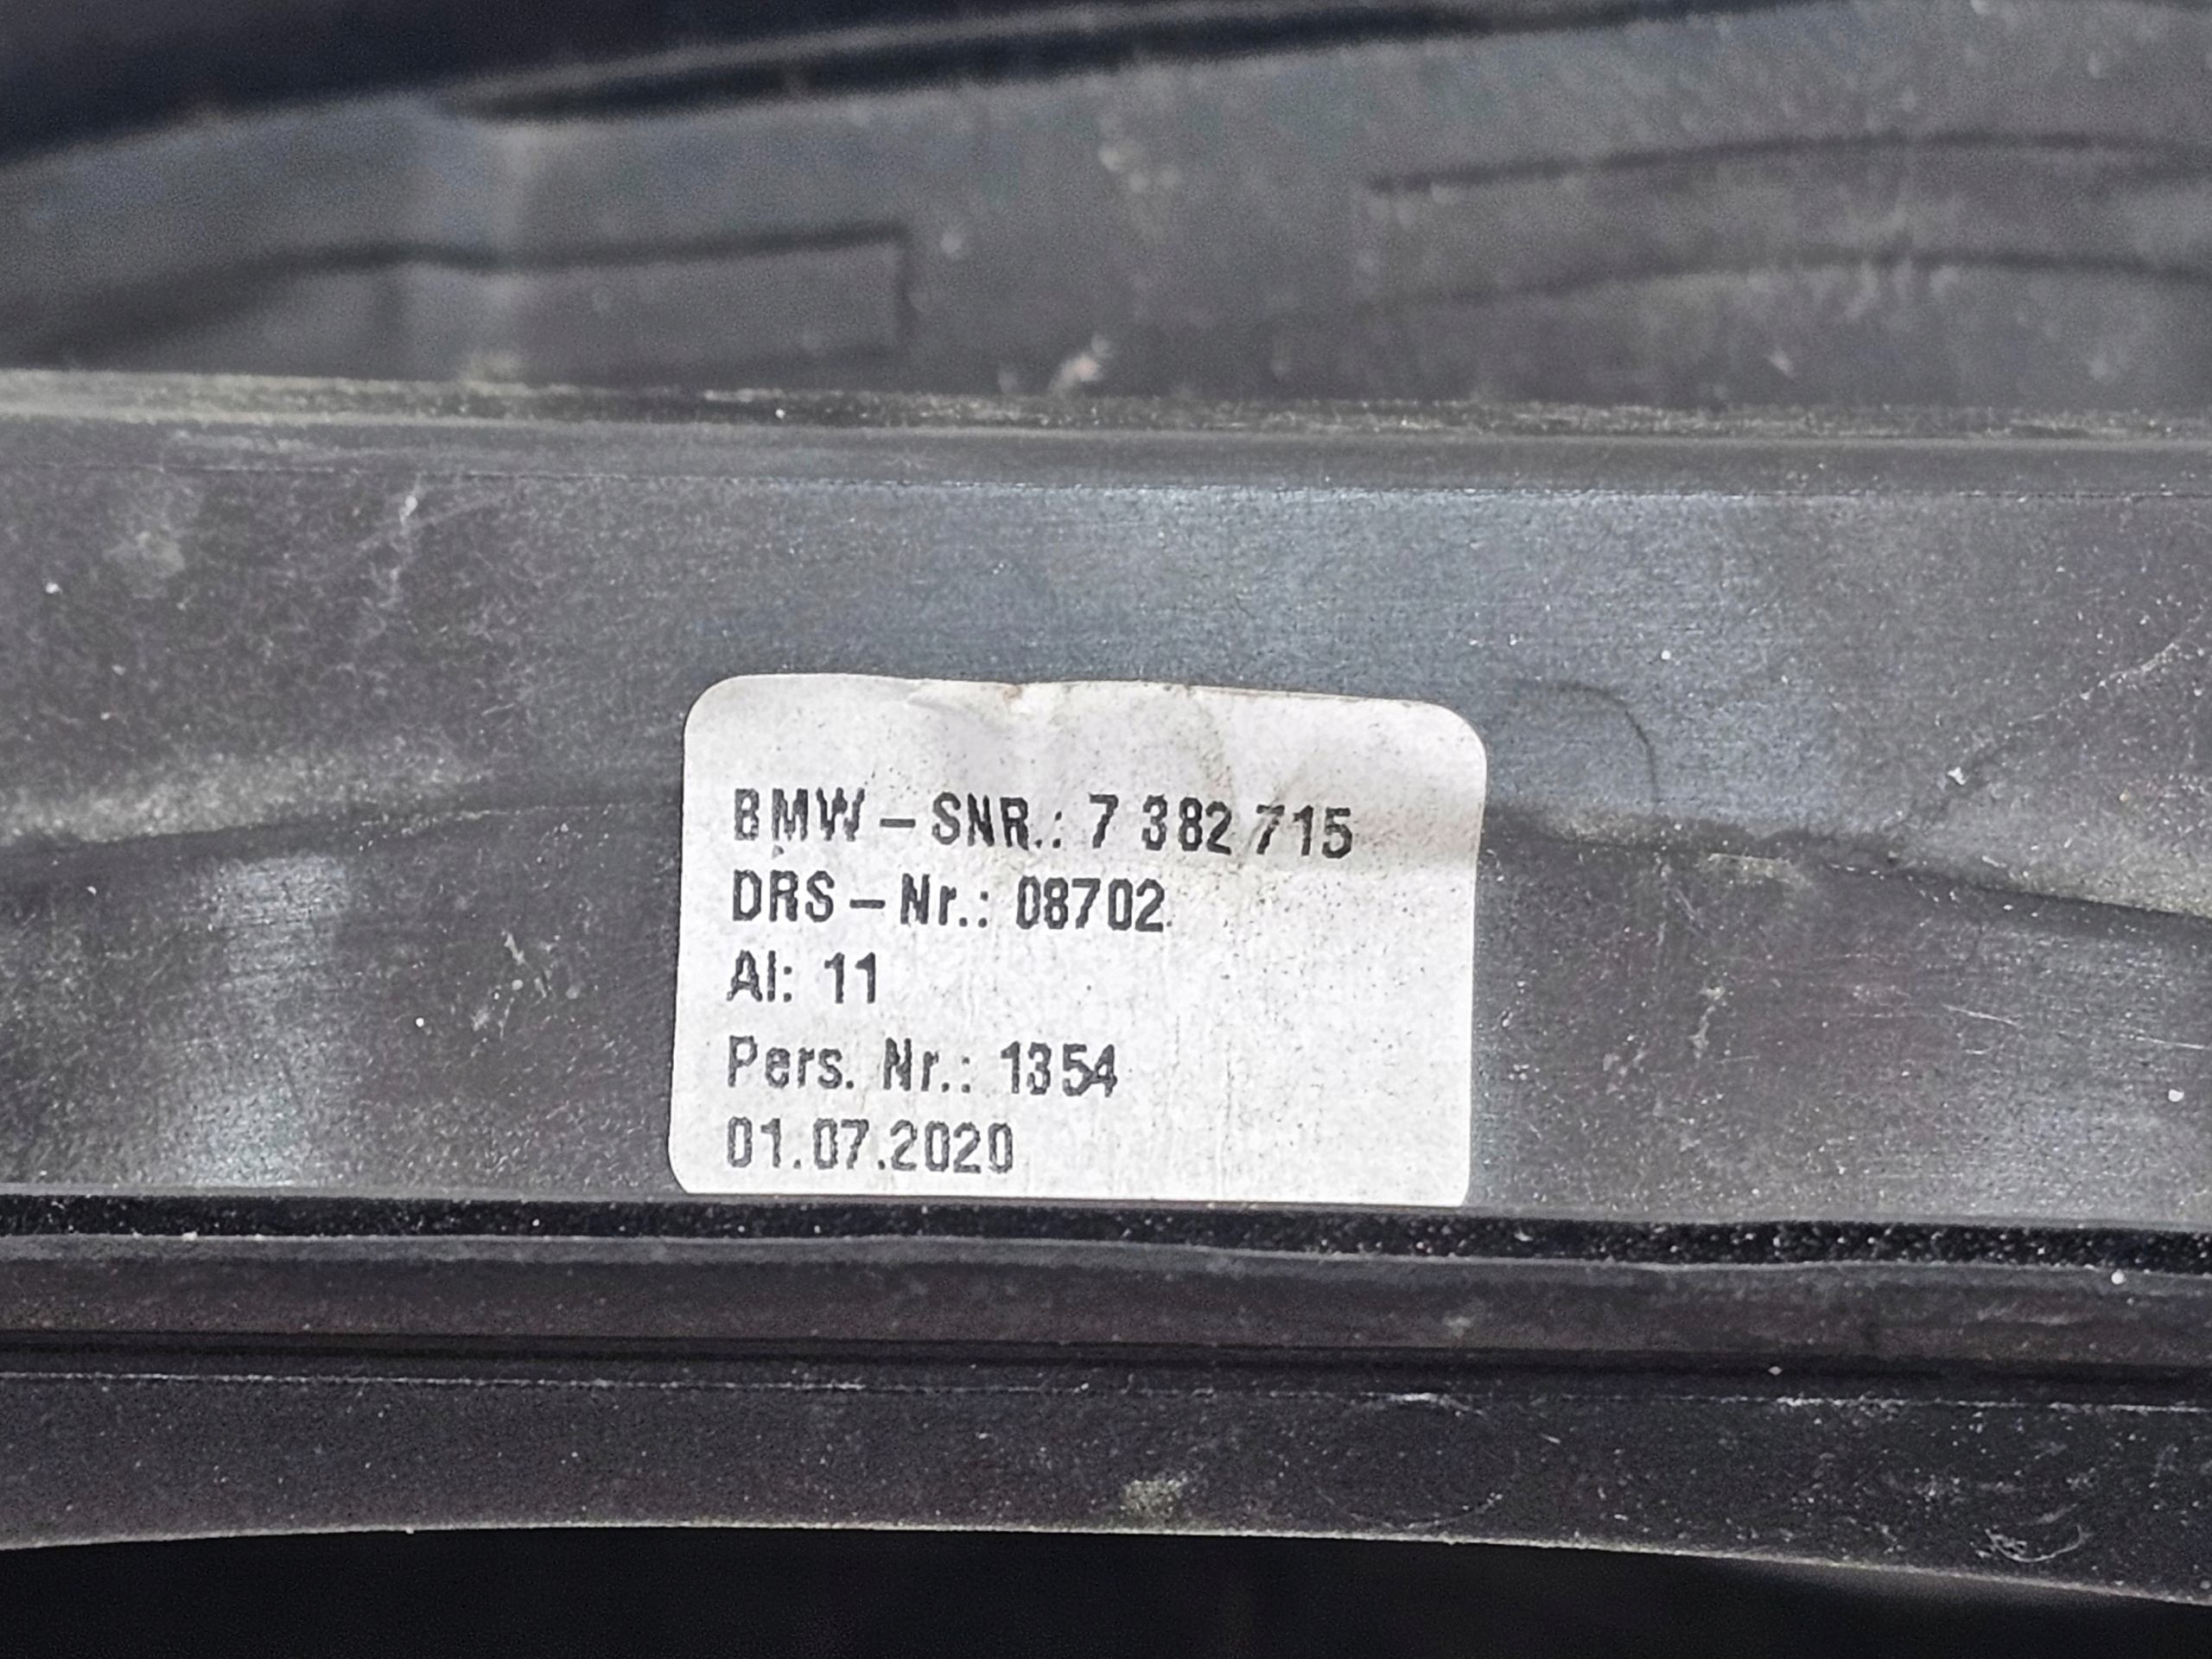 BMW - SNR.: 7 382 715
DRS - Nr.: 08702
AI: 11
Pers. Nr.: 1354
01.07.2020